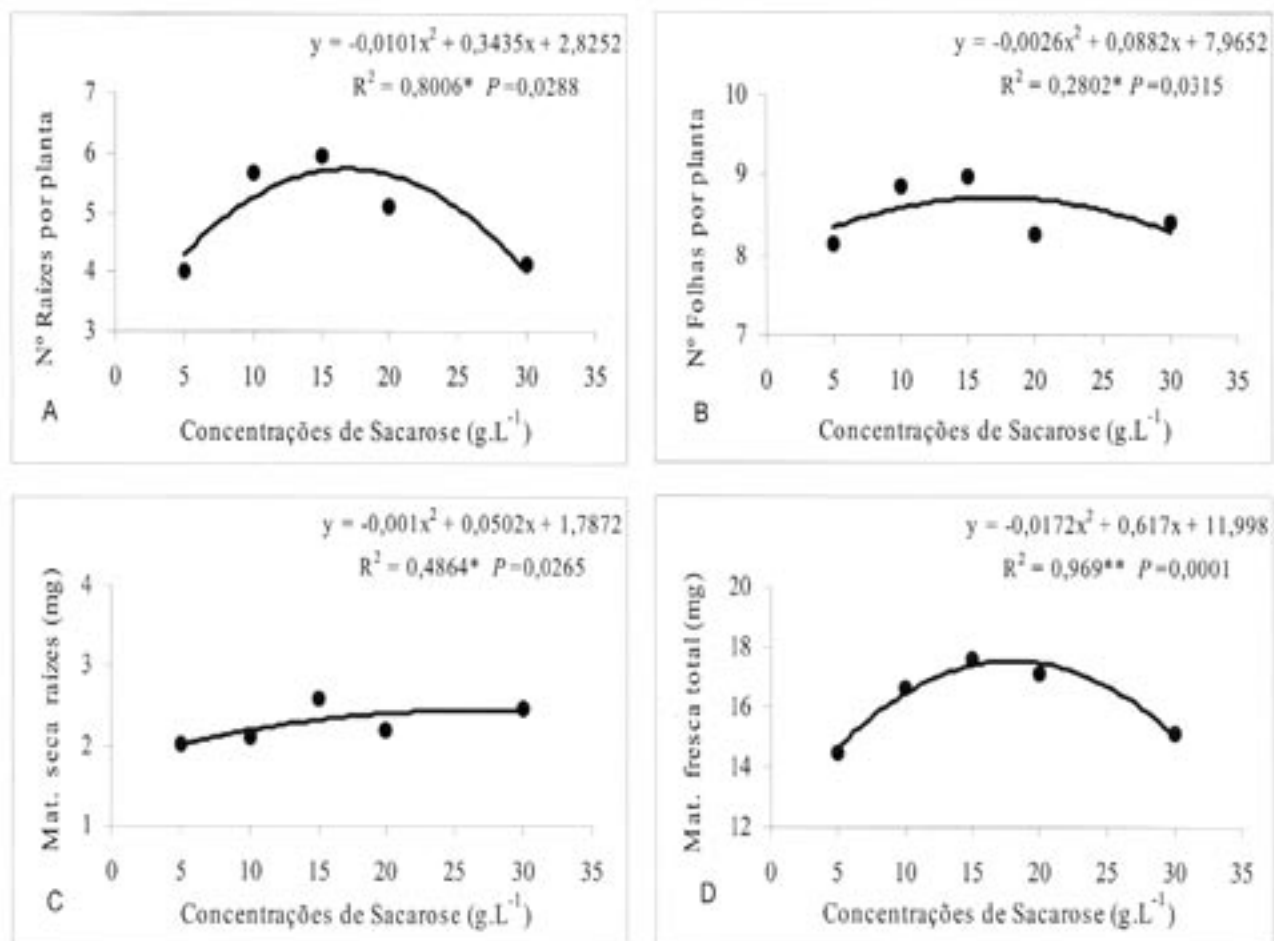 y = -0,0101x² + 0,3435x + 2,8252
R² = 0,8006* P=0,0288
Nº Raízes por planta
7
6
5
4
3
0 5 10 15 20 25 30 35
A
Concentrações de Sacarose (g.L⁻¹)
y = -0,0026x² + 0,0882x + 7,9652
R² = 0,2802* P=0,0315
Nº Folhas por planta
10
9
8
7
0 5 10 15 20 25 30 35
B
Concentrações de Sacarose (g.L⁻¹)
y = -0,001x² + 0,0502x + 1,7872
R² = 0,4864* P=0,0265
Mat. seca raizes (mg)
4
3
2
1
0 5 10 15 20 25 30 35
C
Concentrações de Sacarose (g.L⁻¹)
y = -0,0172x² + 0,617x + 11,998
R² = 0,969** P=0,0001
Mat. fresca total (mg)
20
18
16
14
12
0 5 10 15 20 25 30 35
D
Concentrações de Sacarose (g.L⁻¹)